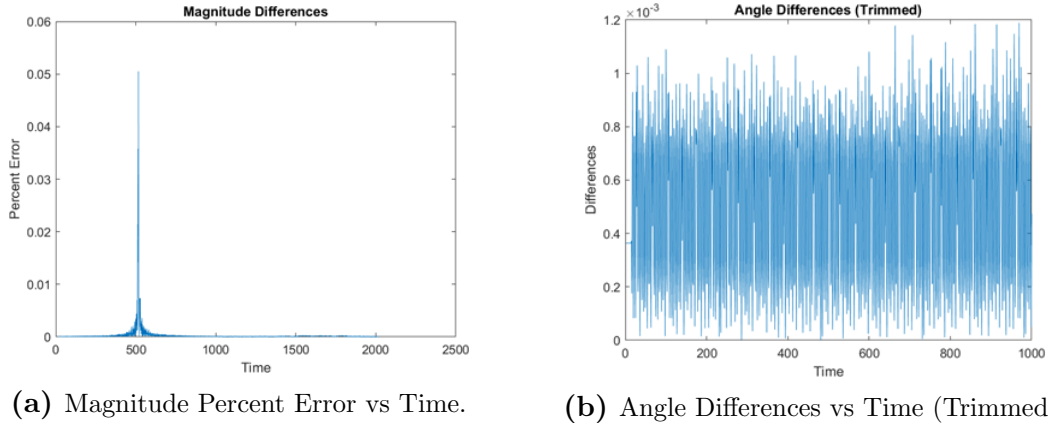 Magnitude Differences
0.06
0.05
0.04
0.03
0.02
0.01
0
Percent Error
0 500 1000 1500 2000 2500
Time
(a) Magnitude Percent Error vs Time.
Angle Differences (Trimmed)
×10⁻³
1.2
1
0.8
0.6
0.4
0.2
0
Differences
0 200 400 600 800 1000
Time
(b) Angle Differences vs Time (Trimmed